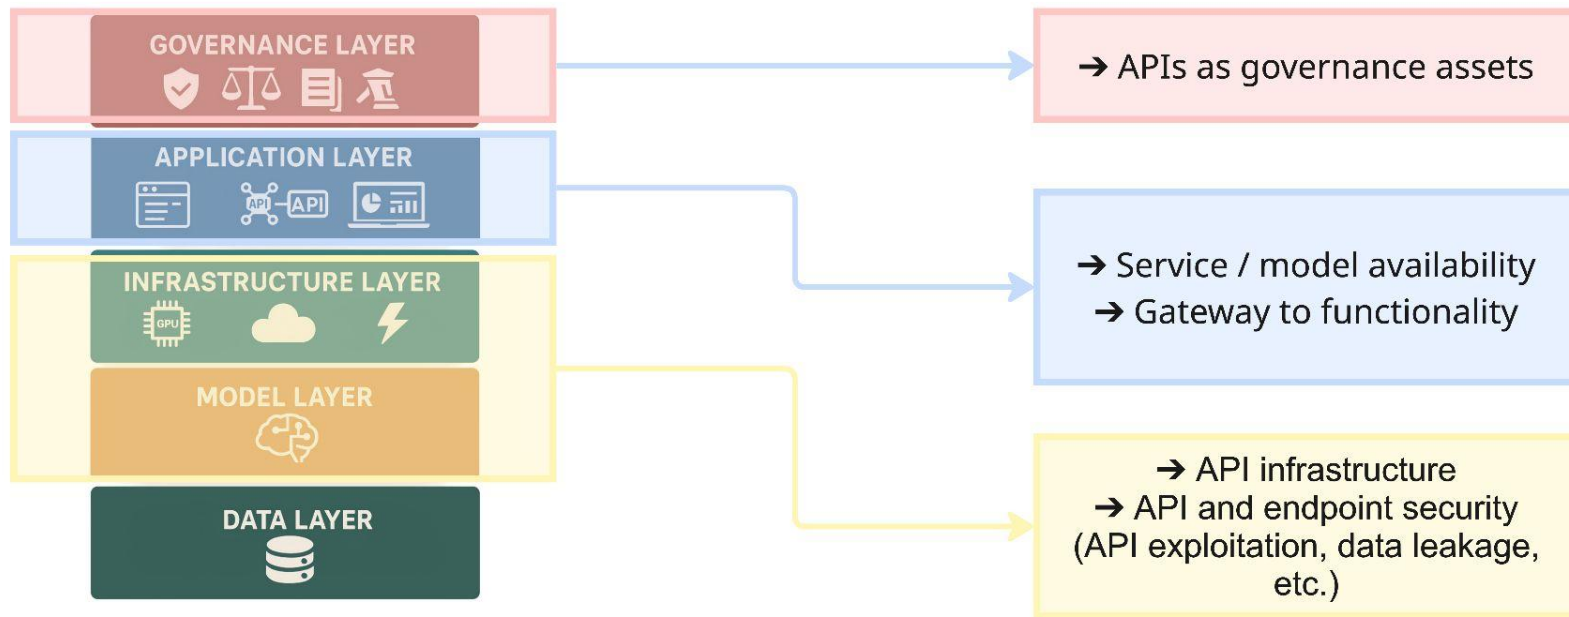 GOVERNANCE LAYER
➔ APIs as governance assets
APPLICATION LAYER
API
API
➔ Service / model availability
➔ Gateway to functionality
INFRASTRUCTURE LAYER
GPU
MODEL LAYER
➔ API infrastructure
➔ API and endpoint security
(API exploitation, data leakage,
etc.)
DATA LAYER